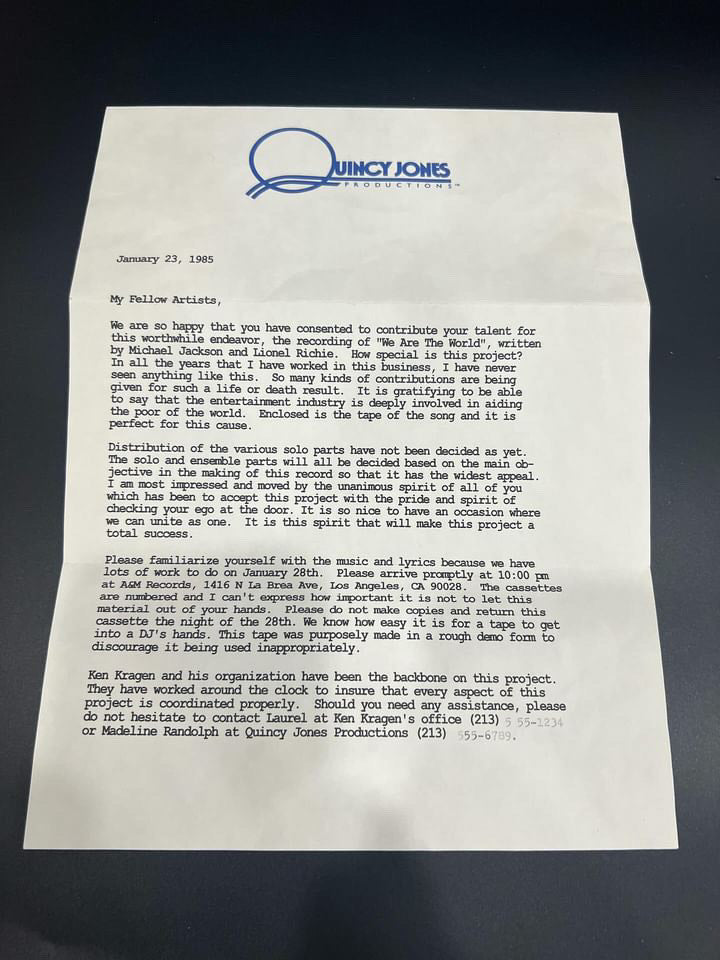 QUINCY JONES
PRODUCTIONS™
January 23, 1985
My Fellow Artists,
We are so happy that you have consented to contribute your talent for
this worthwhile endeavor, the recording of "We Are The World", written
by Michael Jackson and Lionel Richie. How special is this project?
In all the years that I have worked in this business, I have never
seen anything like this. So many kinds of contributions are being
given for such a life or death result. It is gratifying to be able
to say that the entertainment industry is deeply involved in aiding
the poor of the world. Enclosed is the tape of the song and it is
perfect for this cause.
Distribution of the various solo parts have not been decided as yet.
The solo and ensemble parts will all be decided based on the main ob-
jective in the making of this record so that it has the widest appeal.
I am most impressed and moved by the unanimous spirit of all of you
which has been to accept this project with the pride and spirit of
checking your ego at the door. It is so nice to have an occasion where
we can unite as one. It is this spirit that will make this project a
total success.
Please familiarize yourself with the music and lyrics because we have
lots of work to do on January 28th. Please arrive promptly at 10:00 pm
at A&M Records, 1416 N La Brea Ave, Los Angeles, CA 90028. The cassettes
are numbered and I can't express how important it is not to let this
material out of your hands. Please do not make copies and return this
cassette the night of the 28th. We know how easy it is for a tape to get
into a DJ's hands. This tape was purposely made in a rough demo form to
discourage it being used inappropriately.
Ken Kragen and his organization have been the backbone on this project.
They have worked around the clock to insure that every aspect of this
project is coordinated properly. Should you need any assistance, please
do not hesitate to contact Laurel at Ken Kragen's office (213) 5 55-1234
or Madeline Randolph at Quincy Jones Productions (213) 555-6789.